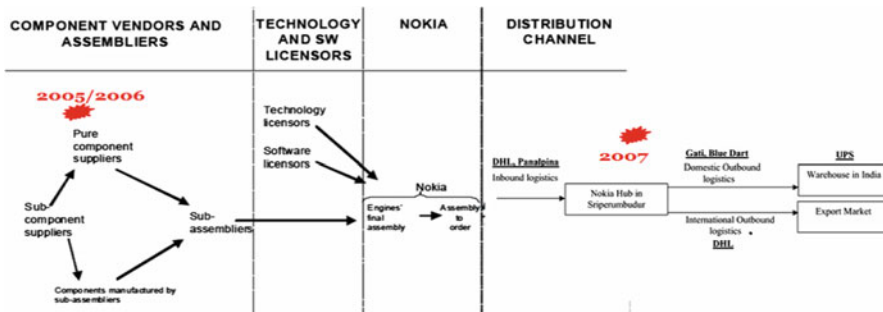 COMPONENT VENDORS AND
ASSEMBLIERS
TECHNOLOGY
AND SW
LICENSORS
NOKIA
DISTRIBUTION
CHANNEL
2005/2006
Pure
component
suppliers
Sub-
component
suppliers
Sub-
assembliers
Components manufactured by
sub-assembliers
Technology
licensors
Software
licensors
Nokia
Engines'
final
assembly
Assembly
to
order
DHL, Panalpina
Inbound logistics
2007
Nokia Hub in
Sriperumbudur
Gati, Blue Dart
Domestic Outbound
logistics
International Outbound
logistics
DHL
UPS
Warehouse in India
Export Market